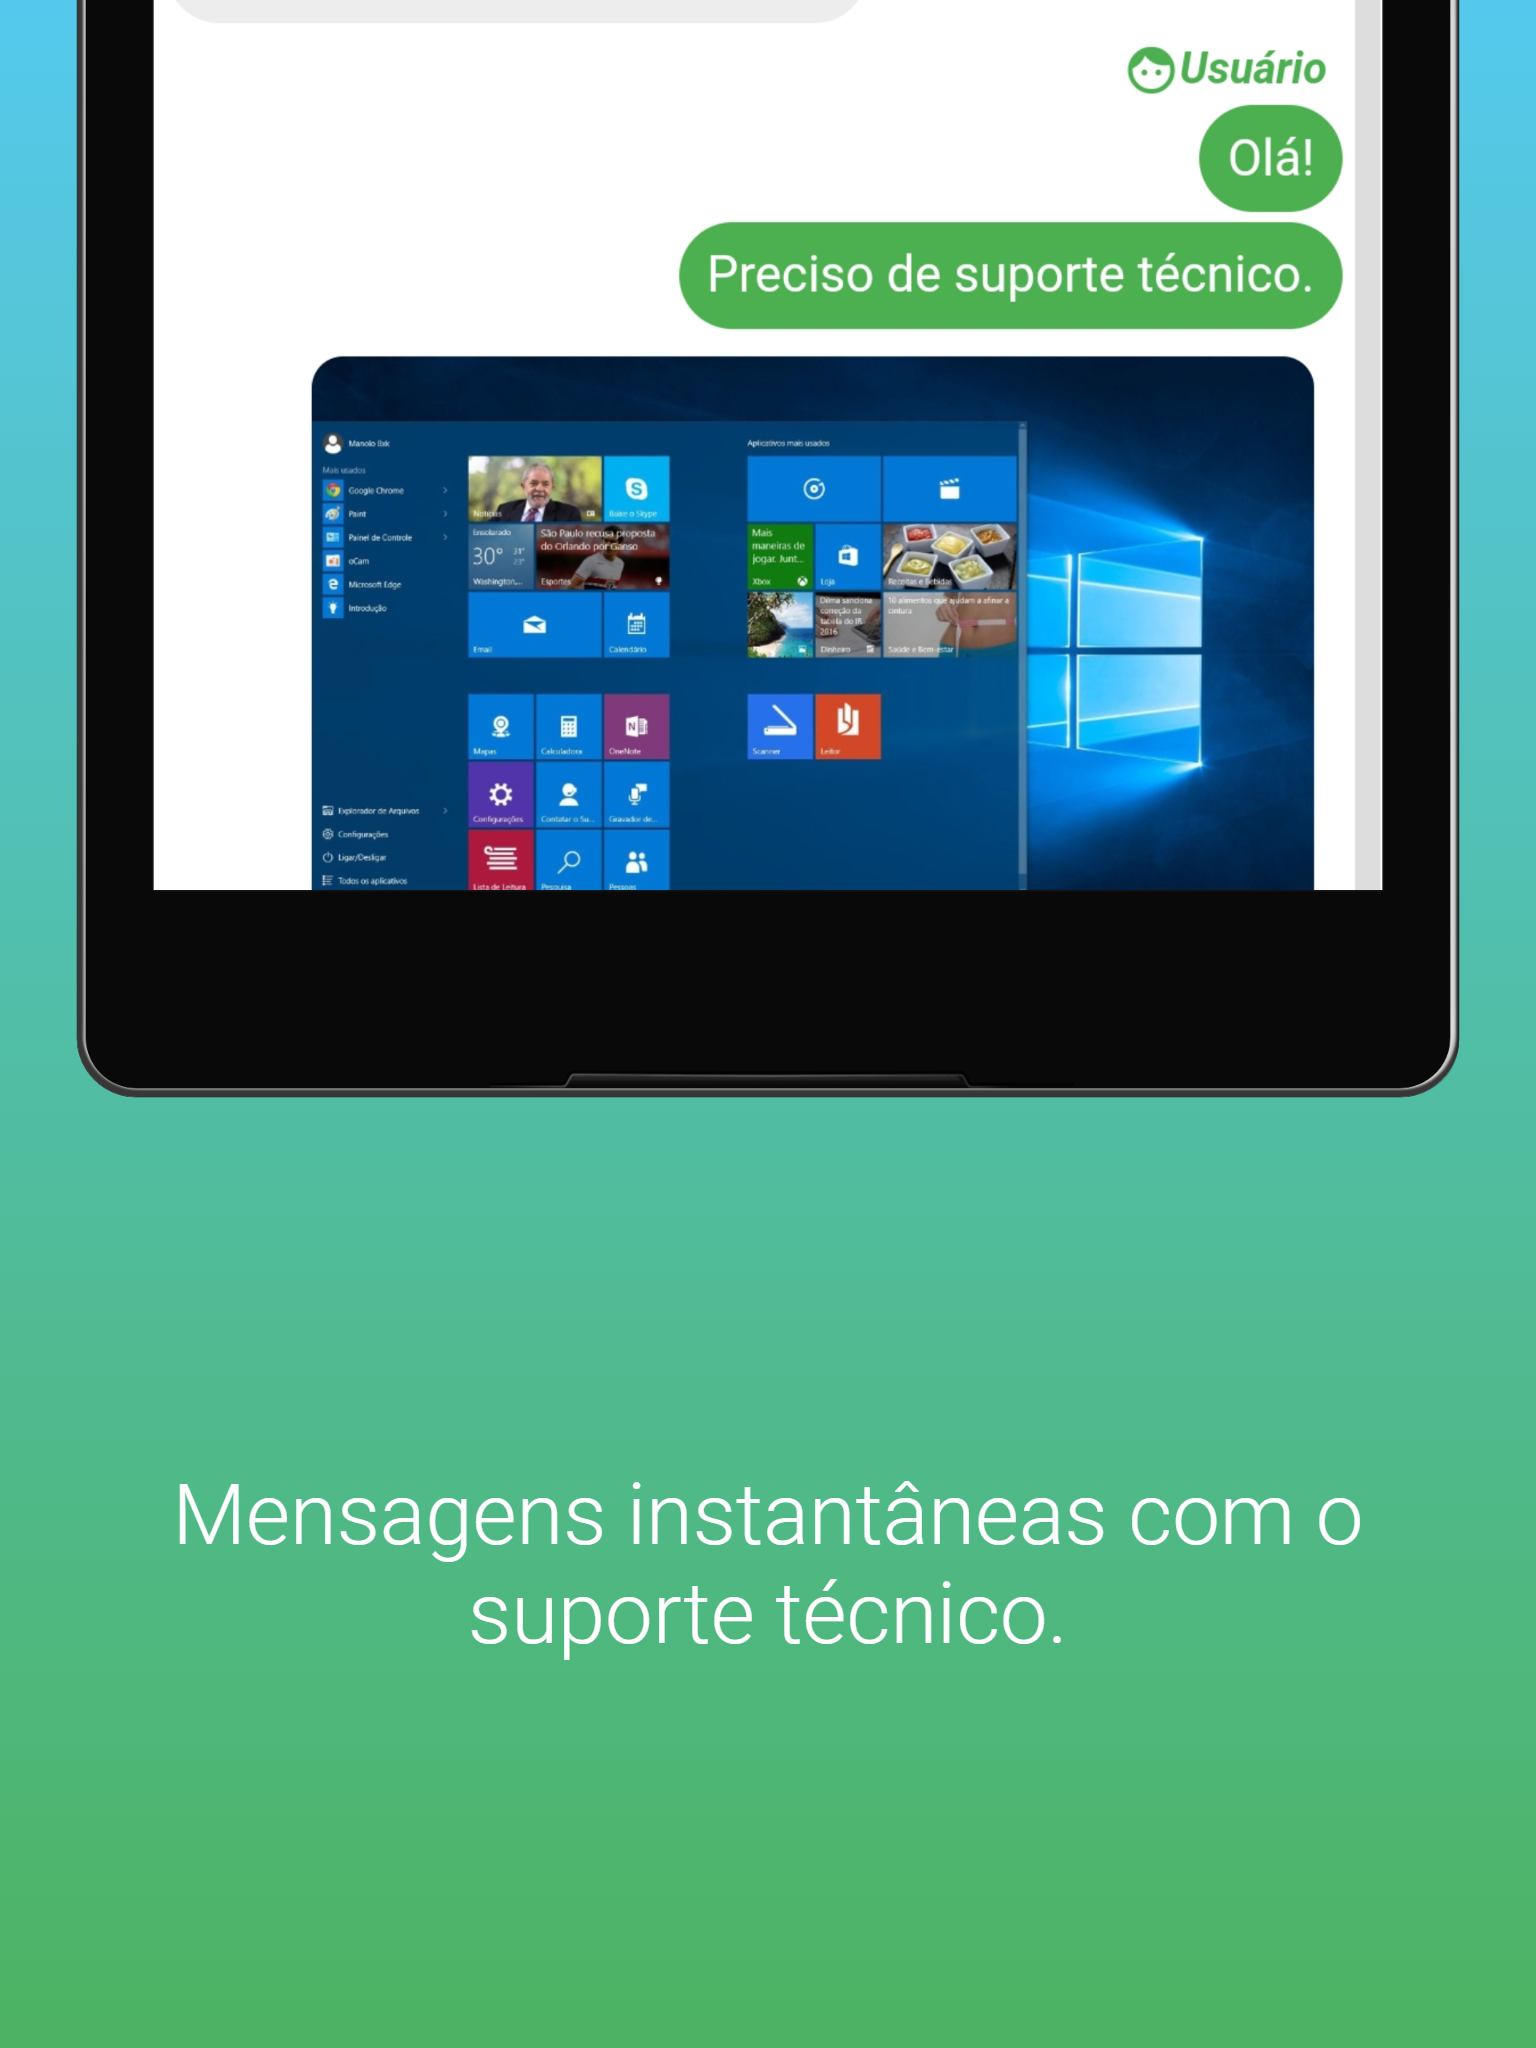 Usuário
Olá!
Preciso de suporte técnico.
Manolo
Mais usados
Google Chrome
Paint
Painel de Controle
oCam
Microsoft Edge
Introdução
Explorador de Arquivos
Configurações
Ligar/Desligar
Todos os aplicativos
Notícias
Baixe o Skype
Ensolarado
30° 31° 23°
Washington,...
São Paulo recusa proposta
do Orlando por Ganso
Esportes
Email
Calendário
Mapas
Calculadora
OneNote
Configurações
Contatar o Su...
Gravador de...
Lista de Leitura
Pesquisa
Pessoas
Aplicativos mais usados
Mais
maneiras de
jogar. Junt...
Xbox
Loja
Receitas e Bebidas
Dilma sanciona
correção da
tabela do IR
2016
Dinheiro
10 alimentos que ajudam a afinar a
cintura
Saúde e Bem-estar
Scanner
Leitor
Mensagens instantâneas com o
suporte técnico.